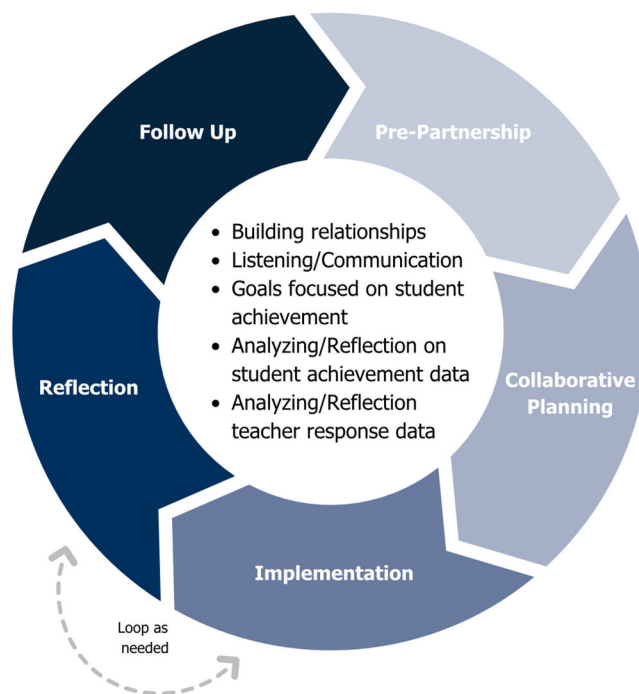 Follow Up
Pre-Partnership
• Building relationships
• Listening/Communication
• Goals focused on student
achievement
• Analyzing/Reflection on
student achievement data
• Analyzing/Reflection
teacher response data
Reflection
Collaborative
Planning
Implementation
Loop as
needed